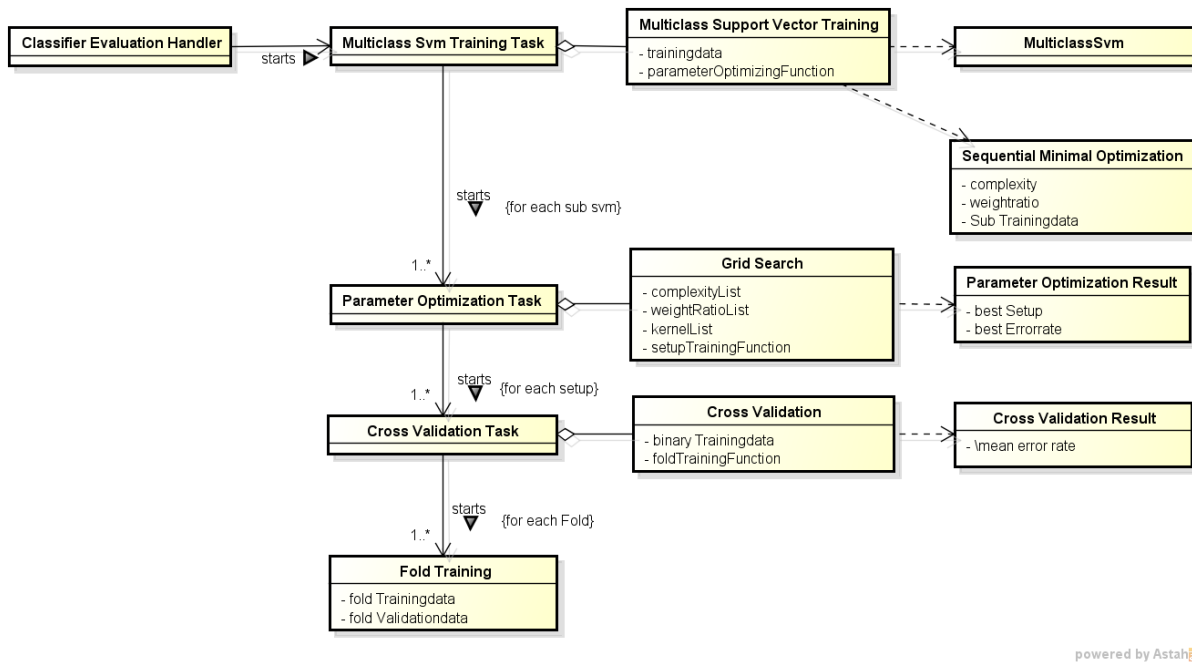 Classifier Evaluation Handler
starts
Multiclass Svm Training Task
Multiclass Support Vector Training
- trainingdata
- parameterOptimizingFunction
MulticlassSvm
Sequential Minimal Optimization
- complexity
- weightratio
- Sub Trainingdata
starts
{for each sub svm}
1..*
Parameter Optimization Task
Grid Search
- complexityList
- weightRatioList
- kernelList
- setupTrainingFunction
Parameter Optimization Result
- best Setup
- best Errorrate
starts
{for each setup}
1..*
Cross Validation Task
Cross Validation
- binary Trainingdata
- foldTrainingFunction
Cross Validation Result
- \mean error rate
starts
{for each Fold}
1..*
Fold Training
- fold Trainingdata
- fold Validationdata
powered by Astah